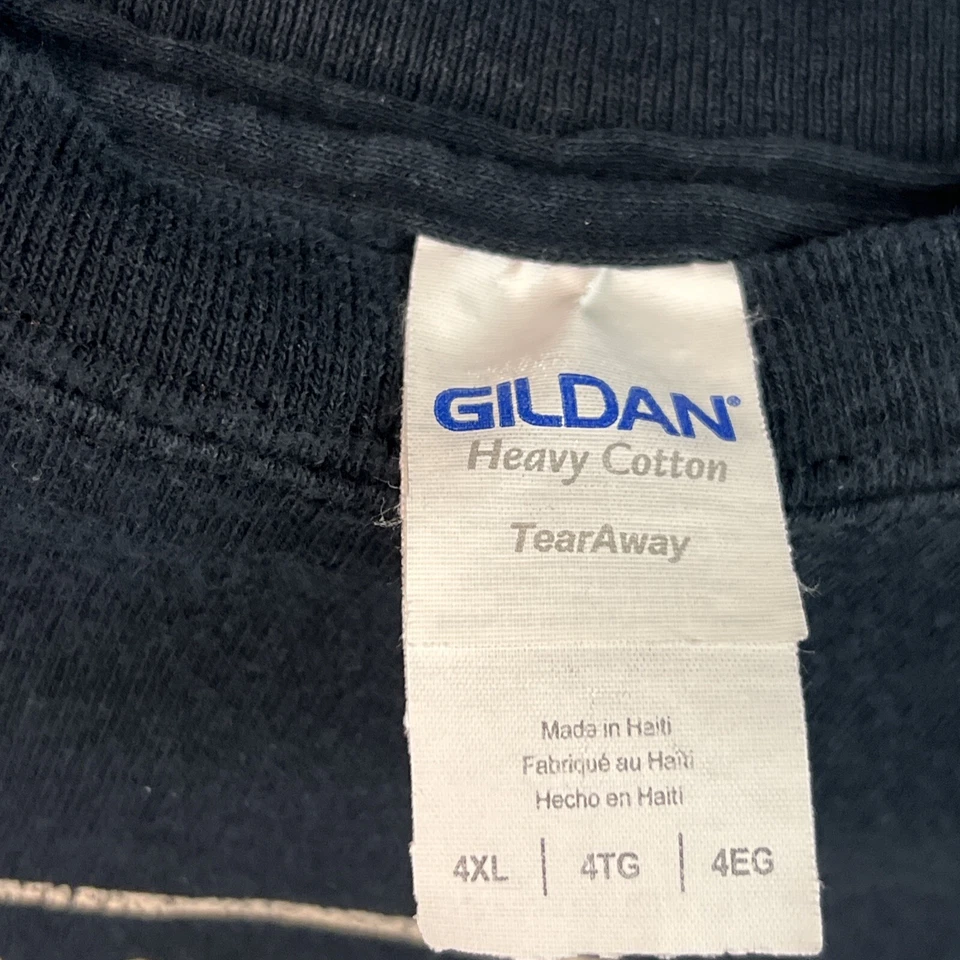 GILDAN®
Heavy Cotton
TearAway
Made in Haiti
Fabriqué au Haïti
Hecho en Haiti
4XL | 4TG | 4EG